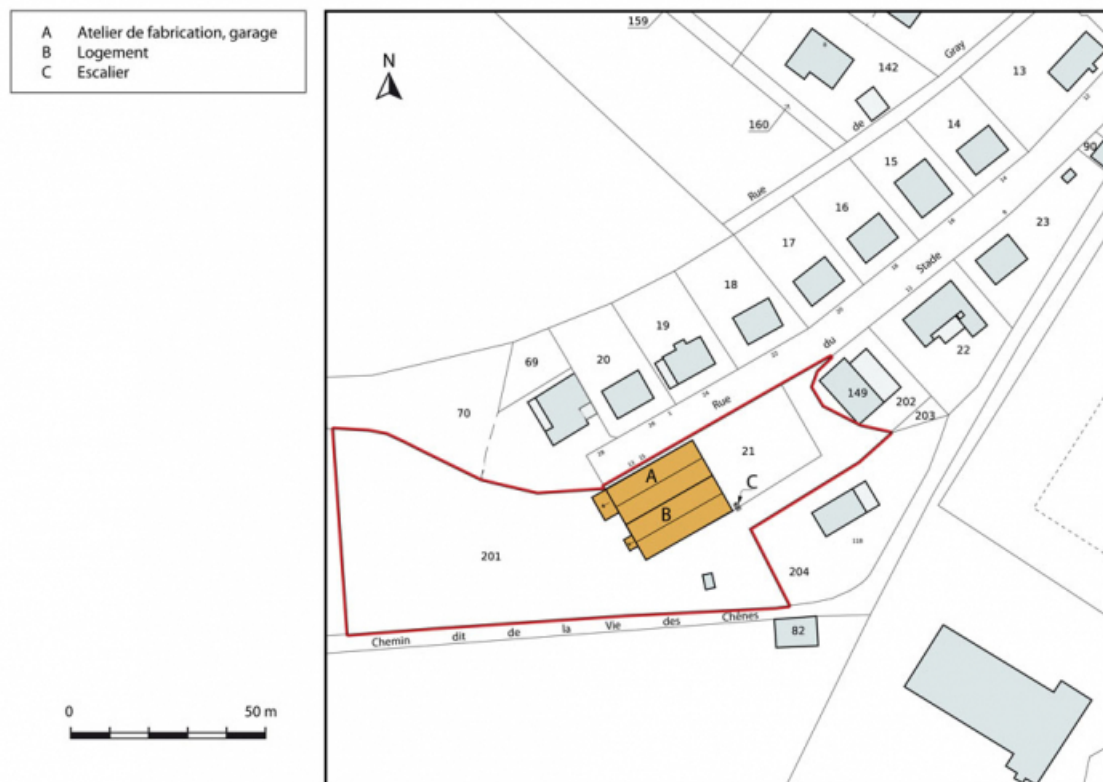 A Atelier de fabrication, garage
B Logement
C Escalier
N
159
142
Gray
13
160
de
14
90
15
Rue
16
23
17
Stade
18
19
du
22
69
20
149
202
203
70
Rue
21
A
C
B
201
204
Chemin dit de la Vie des Chênes
82
0 50 m